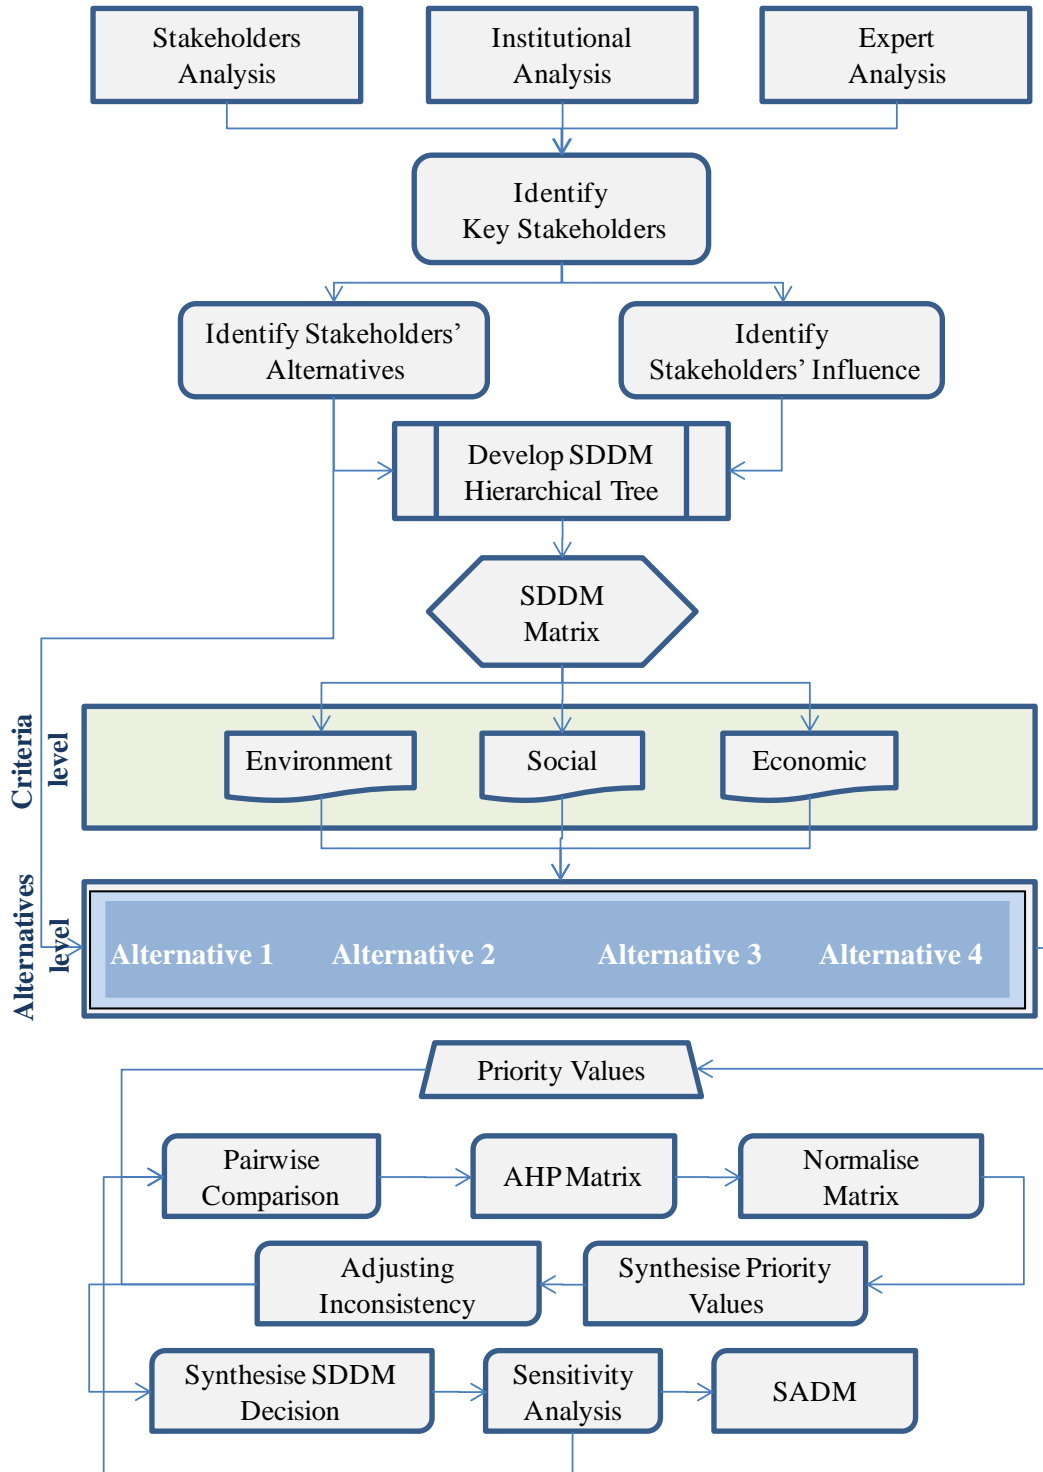 Stakeholders
Analysis
Institutional
Analysis
Expert
Analysis
Identify
Key Stakeholders
Identify Stakeholders’
Alternatives
Identify
Stakeholders’ Influence
Develop SDDM
Hierarchical Tree
SDDM
Matrix
Criteria
level
Environment
Social
Economic
Alternatives
level
Alternative 1
Alternative 2
Alternative 3
Alternative 4
Priority Values
Pairwise
Comparison
AHP Matrix
Normalise
Matrix
Adjusting
Inconsistency
Synthesise Priority
Values
Synthesise SDDM
Decision
Sensitivity
Analysis
SADM